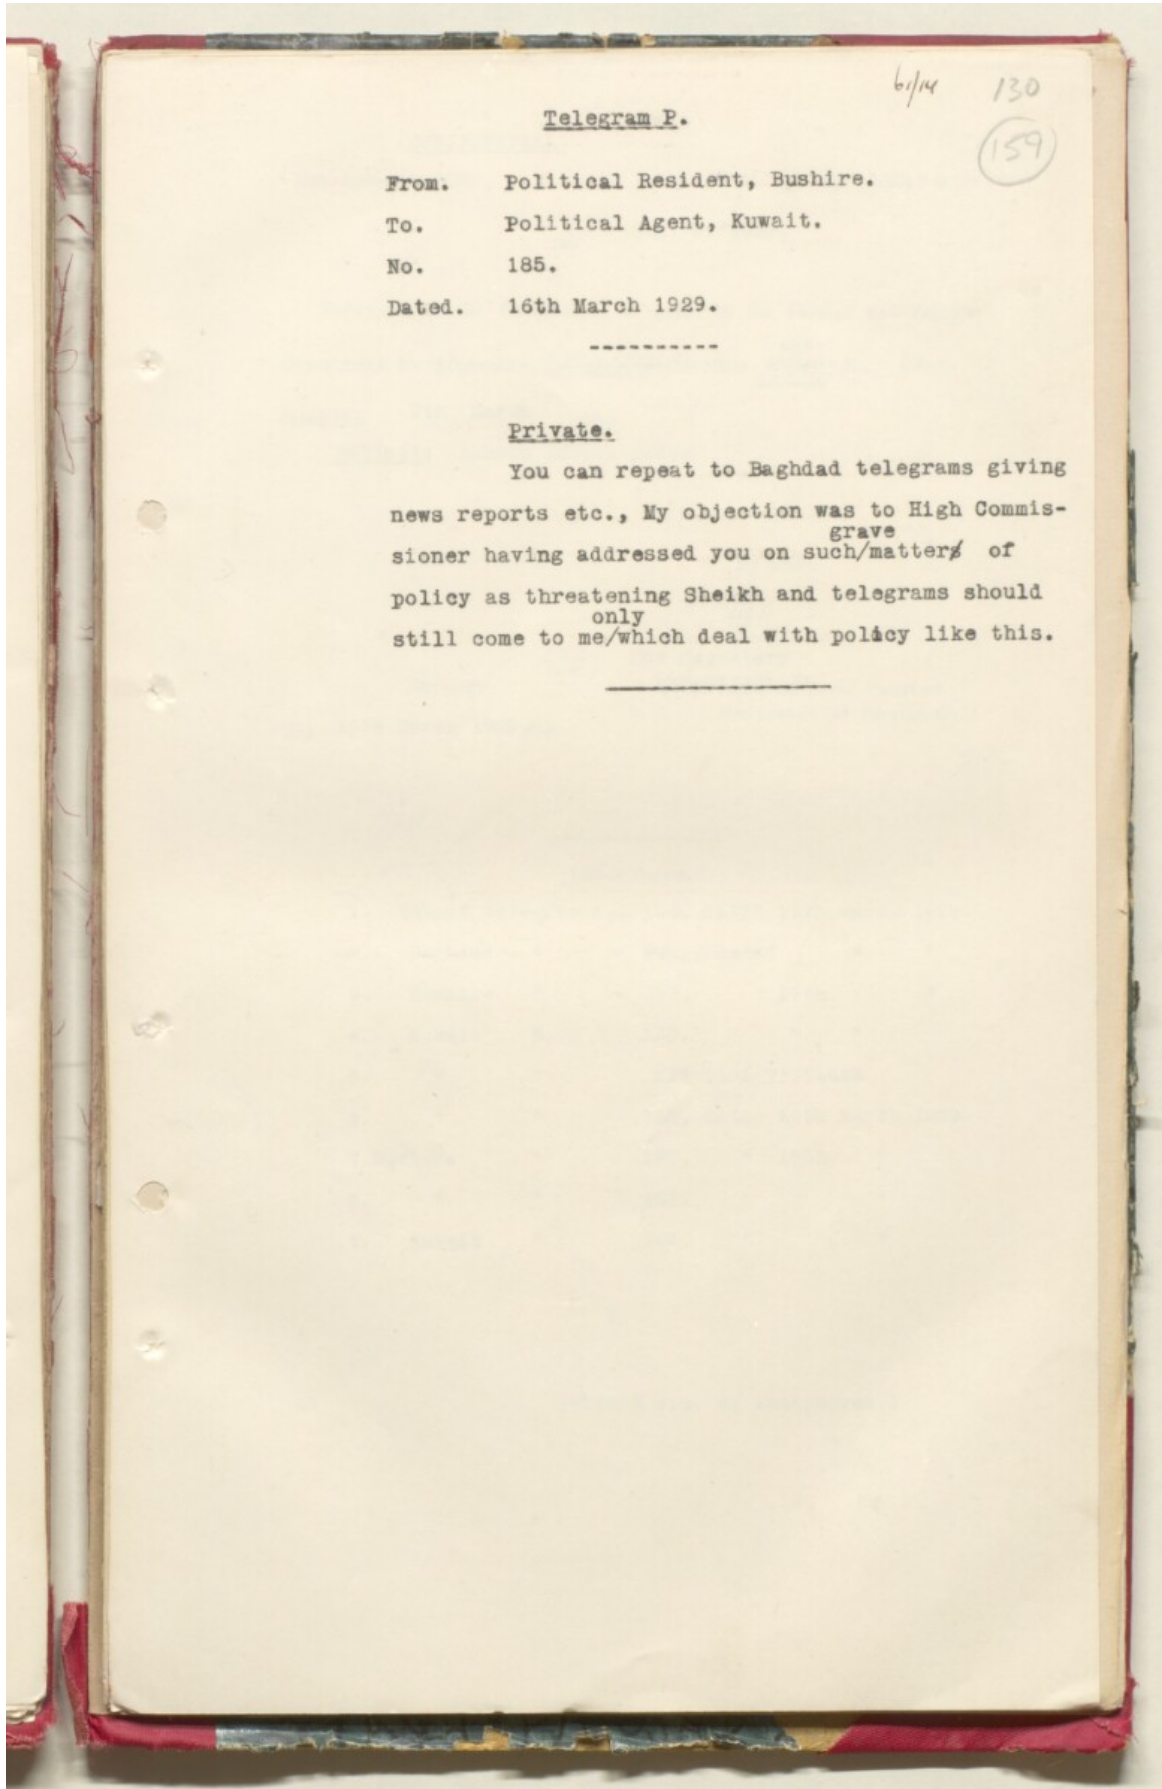 61/14 130
159
Telegram P.
From. Political Resident, Bushire.
To. Political Agent, Kuwait.
No. 185.
Dated. 16th March 1929.
----------
Private.
You can repeat to Baghdad telegrams giving
news reports etc., My objection was to High Commis-
grave
sioner having addressed you on such/matter of
policy as threatening Sheikh and telegrams should
only
still come to me/which deal with policy like this.